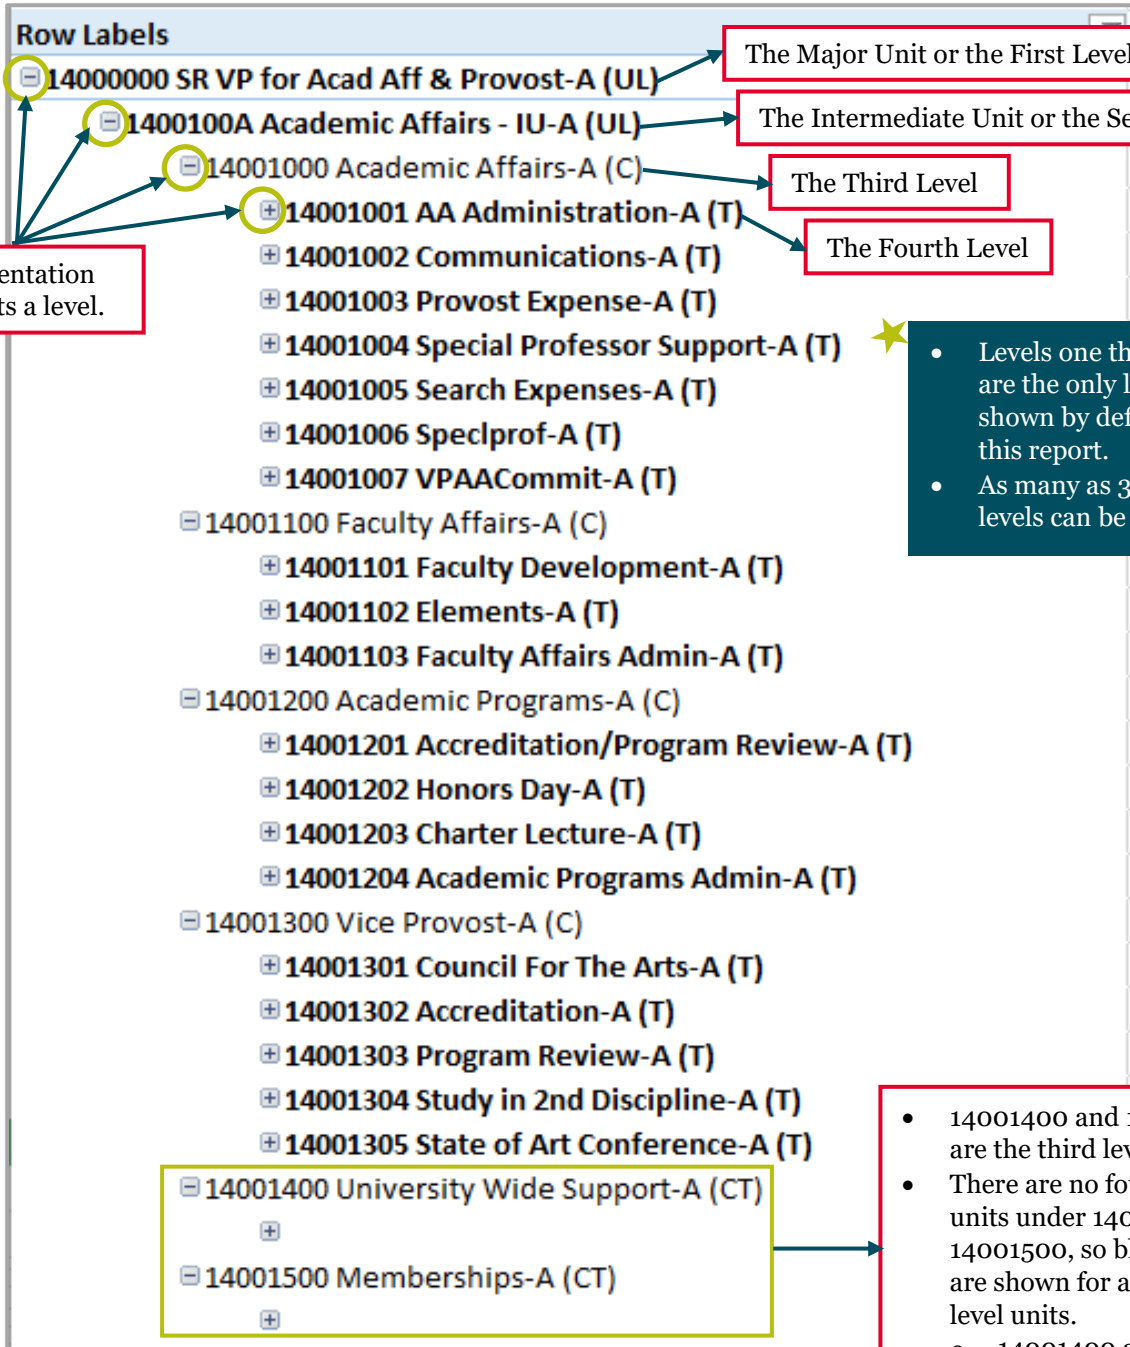 Row Labels
14000000 SR VP for Acad Aff & Provost-A (UL)
The Major Unit or the First Level
1400100A Academic Affairs - IU-A (UL)
The Intermediate Unit or the Se
14001000 Academic Affairs-A (C)
The Third Level
14001001 AA Administration-A (T)
The Fourth Level
14001002 Communications-A (T)
entation
ts a level.
14001003 Provost Expense-A (T)
14001004 Special Professor Support-A (T)
14001005 Search Expenses-A (T)
14001006 Speclprof-A (T)
14001007 VPAACommit-A (T)
• Levels one th
are the only l
shown by def
this report.
• As many as 3
levels can be
14001100 Faculty Affairs-A (C)
14001101 Faculty Development-A (T)
14001102 Elements-A (T)
14001103 Faculty Affairs Admin-A (T)
14001200 Academic Programs-A (C)
14001201 Accreditation/Program Review-A (T)
14001202 Honors Day-A (T)
14001203 Charter Lecture-A (T)
14001204 Academic Programs Admin-A (T)
14001300 Vice Provost-A (C)
14001301 Council For The Arts-A (T)
14001302 Accreditation-A (T)
14001303 Program Review-A (T)
14001304 Study in 2nd Discipline-A (T)
14001305 State of Art Conference-A (T)
14001400 University Wide Support-A (CT)
14001500 Memberships-A (CT)
• 14001400 and 1
are the third lev
• There are no fou
units under 140
14001500, so bl
are shown for a
level units.